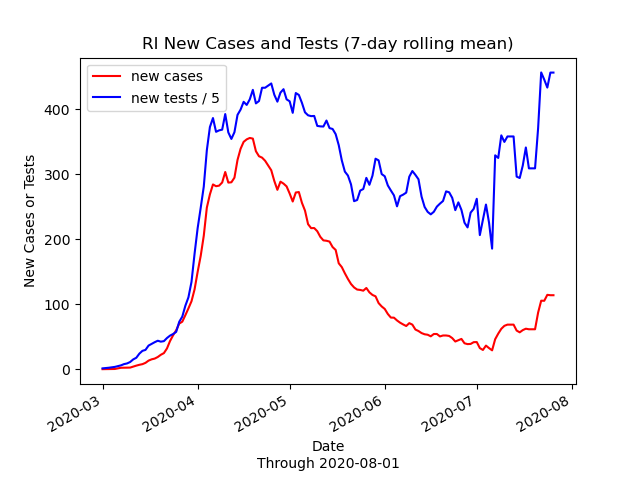 RI New Cases and Tests (7-day rolling mean)
new cases
new tests / 5
New Cases or Tests
400
300
200
100
0
2020-03
2020-04
2020-05
2020-06
2020-07
2020-08
Date
Through 2020-08-01